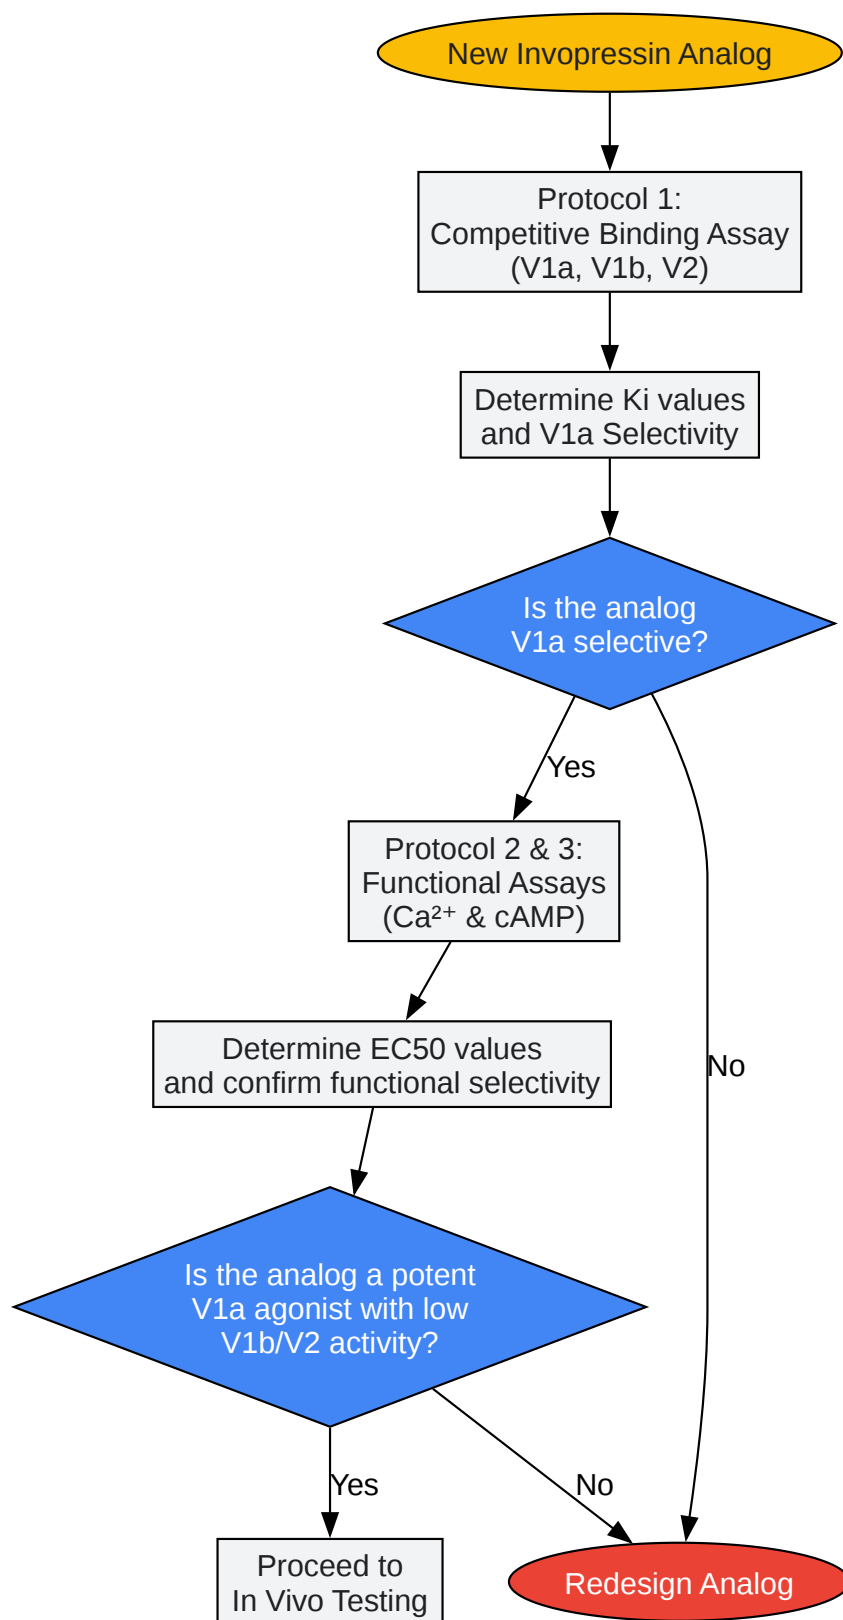 New Invopressin Analog
Protocol 1:
Competitive Binding Assay
(V1a, V1b, V2)
Determine Ki values
and V1a Selectivity
Is the analog
V1a selective?
Yes
Protocol 2 & 3:
Functional Assays
(Ca²⁺ & cAMP)
Determine EC50 values
and confirm functional selectivity
No
Is the analog a potent
V1a agonist with low
V1b/V2 activity?
Yes
No
Proceed to
In Vivo Testing
Redesign Analog